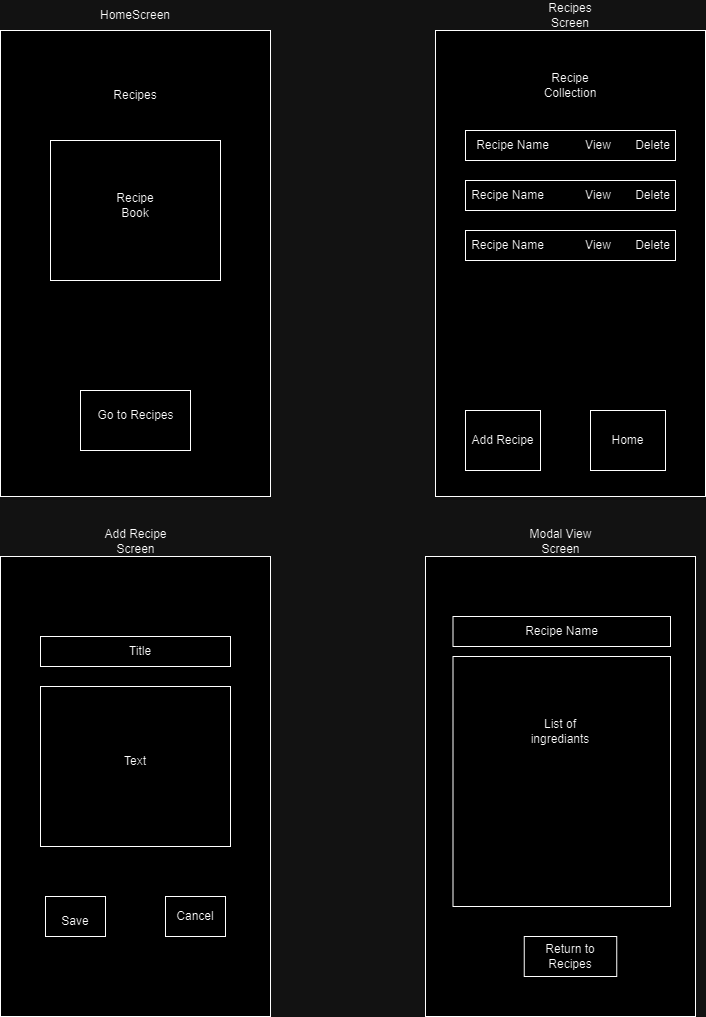 HomeScreen
Recipes
Recipe
Book
Go to Recipes
Recipes
Screen
Recipe
Collection
Recipe Name View Delete
Recipe Name View Delete
Recipe Name View Delete
Add Recipe Home
Add Recipe
Screen
Title
Text
Save Cancel
Modal View
Screen
Recipe Name
List of
ingrediants
Return to
Recipes